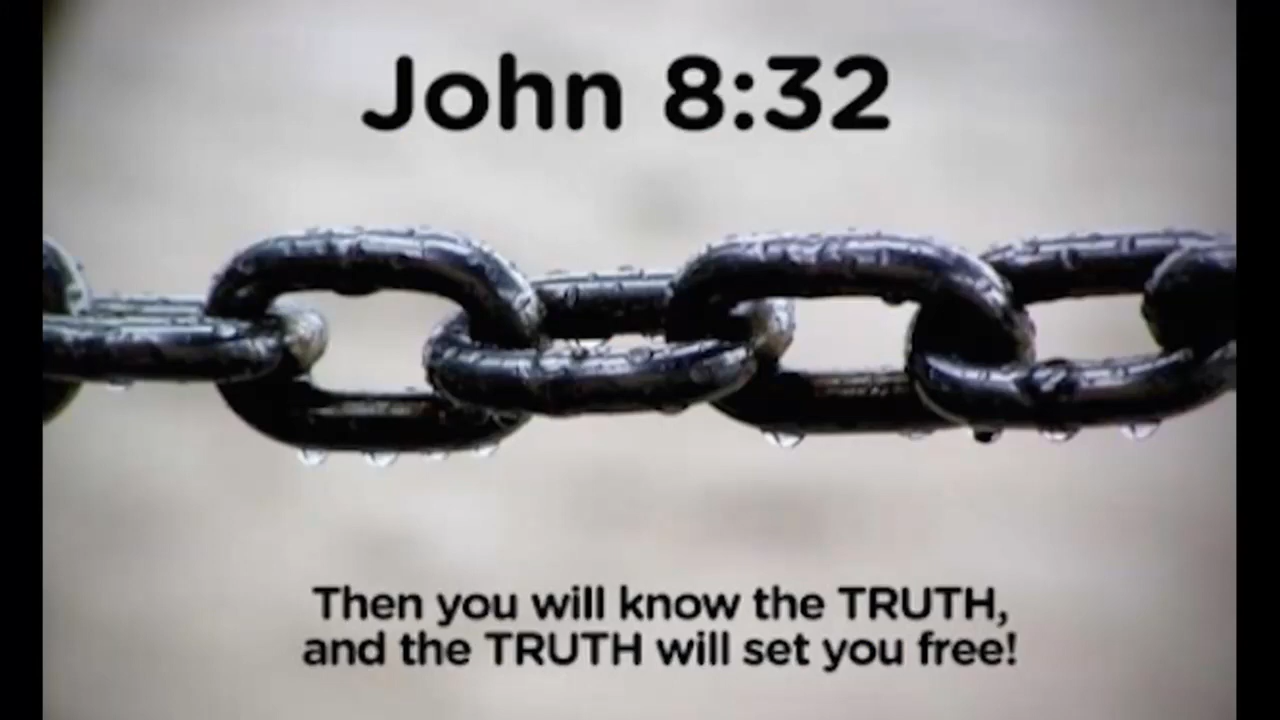 John 8:32
Then you will know the TRUTH,
and the TRUTH will set you free!